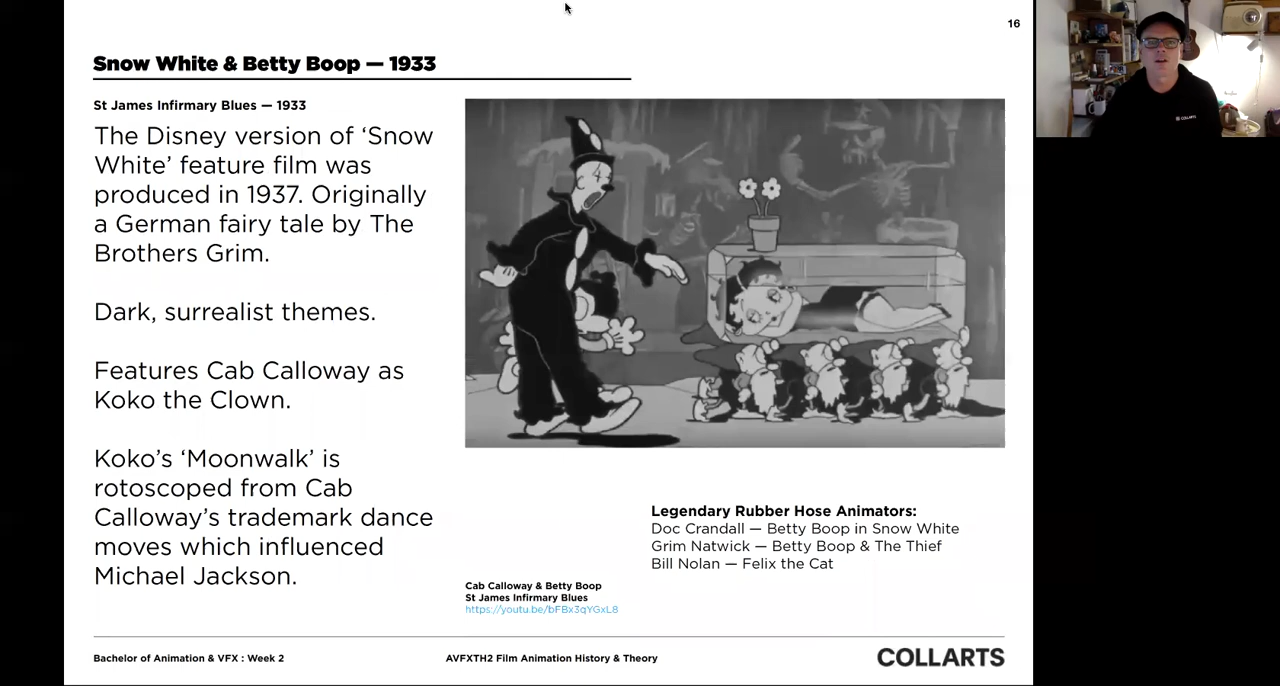 16
Snow White & Betty Boop — 1933
St James Infirmary Blues — 1933
The Disney version of ‘Snow
White’ feature film was
produced in 1937. Originally
a German fairy tale by The
Brothers Grim.
Dark, surrealist themes.
Features Cab Calloway as
Koko the Clown.
Koko’s ‘Moonwalk’ is
rotoscoped from Cab
Calloway’s trademark dance
moves which influenced
Michael Jackson.
Legendary Rubber Hose Animators:
Doc Crandall — Betty Boop in Snow White
Grim Natwick — Betty Boop & The Thief
Bill Nolan — Felix the Cat
Cab Calloway & Betty Boop
St James Infirmary Blues
https://youtu.be/bFBx3qYGxL8
Bachelor of Animation & VFX : Week 2
AVFXTH2 Film Animation History & Theory
COLLARTS
COLLARTS